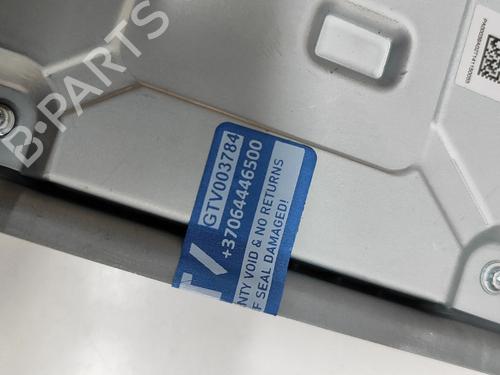 B-PARTS
GTV003784
+37064446500
NTY VOID & NO RETURNS
F SEAL DAMAGED!